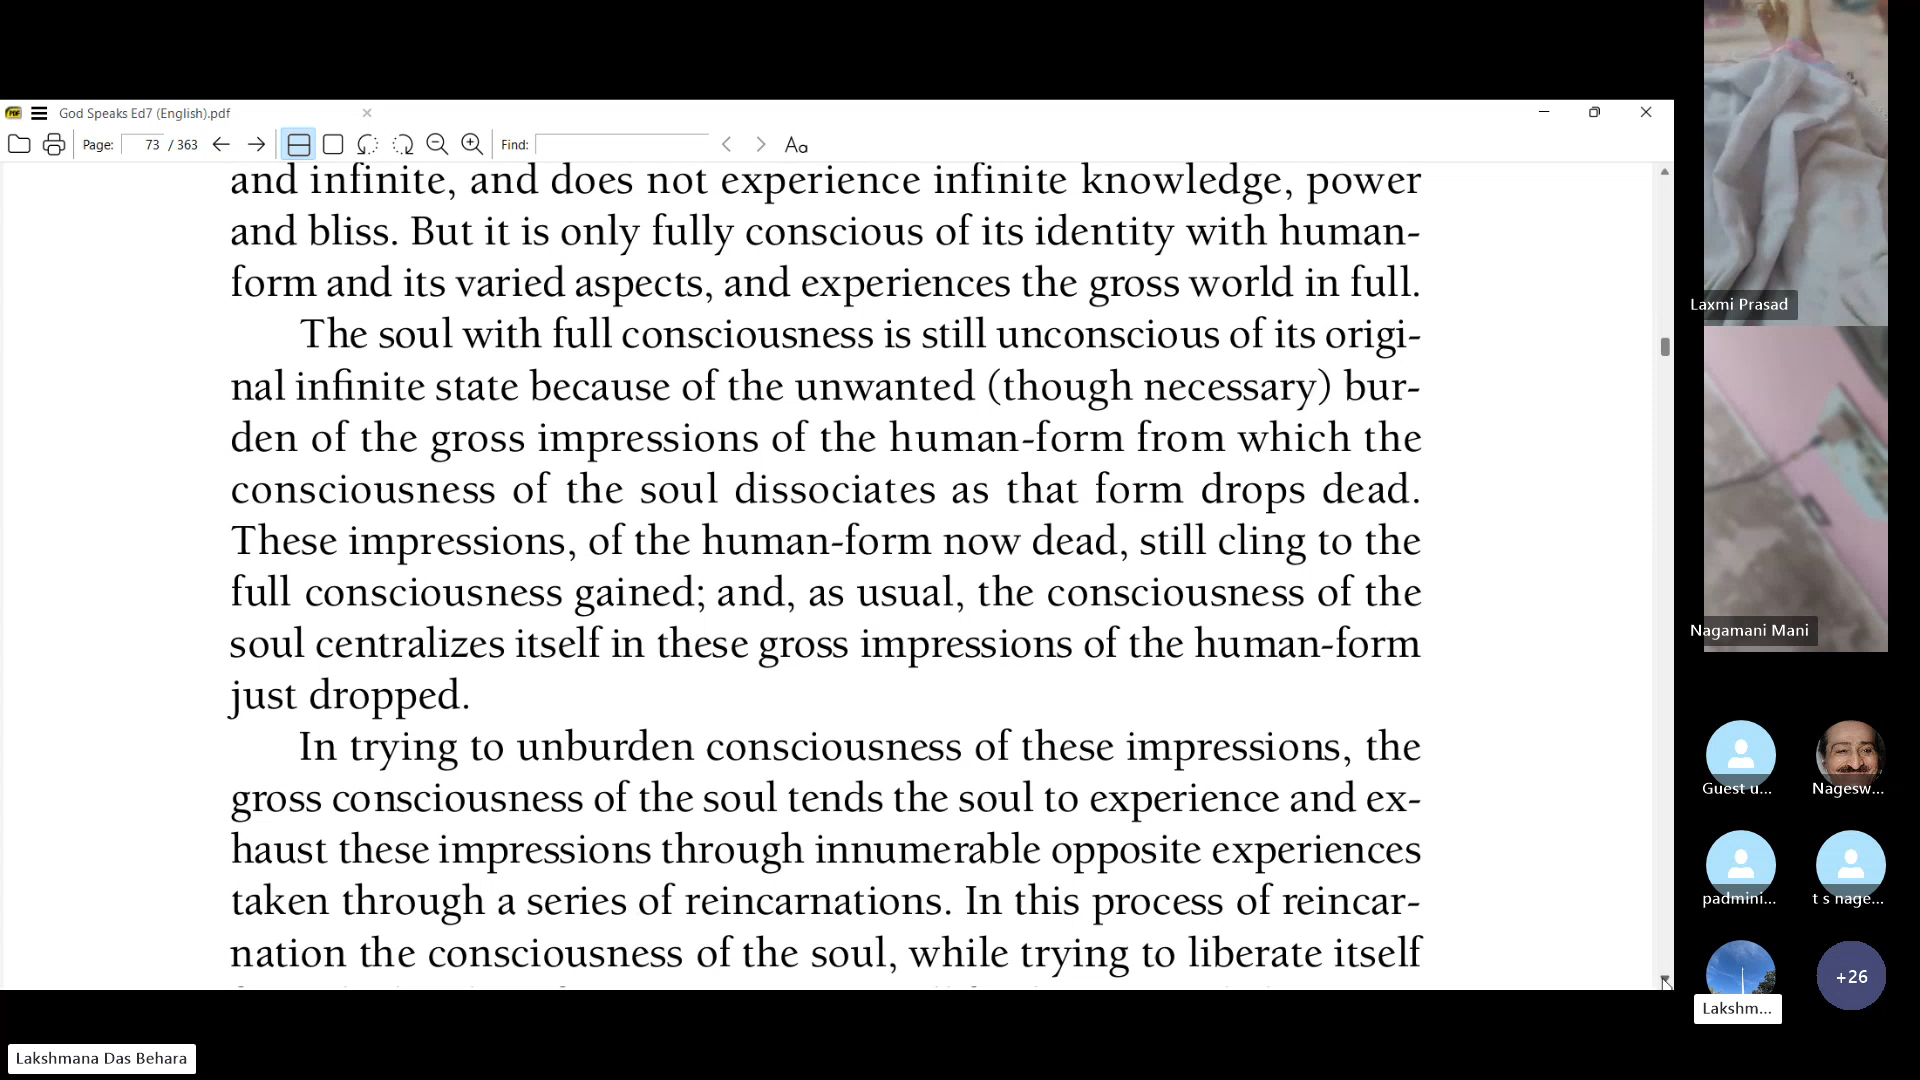 God Speaks Ed7 (English).pdf
Page: 73 / 363
Find:
Aa
and infinite, and does not experience infinite knowledge, power
and bliss. But it is only fully conscious of its identity with human-
form and its varied aspects, and experiences the gross world in full.
The soul with full consciousness is still unconscious of its origi-
nal infinite state because of the unwanted (though necessary) bur-
den of the gross impressions of the human-form from which the
consciousness of the soul dissociates as that form drops dead.
These impressions, of the human-form now dead, still cling to the
full consciousness gained; and, as usual, the consciousness of the
soul centralizes itself in these gross impressions of the human-form
just dropped.
In trying to unburden consciousness of these impressions, the
gross consciousness of the soul tends the soul to experience and ex-
haust these impressions through innumerable opposite experiences
taken through a series of reincarnations. In this process of reincar-
nation the consciousness of the soul, while trying to liberate itself
Laxmi Prasad
Nagamani Mani
Guest u...
Nagesw...
padmini...
t s nage...
Lakshm...
+26
Lakshmana Das Behara